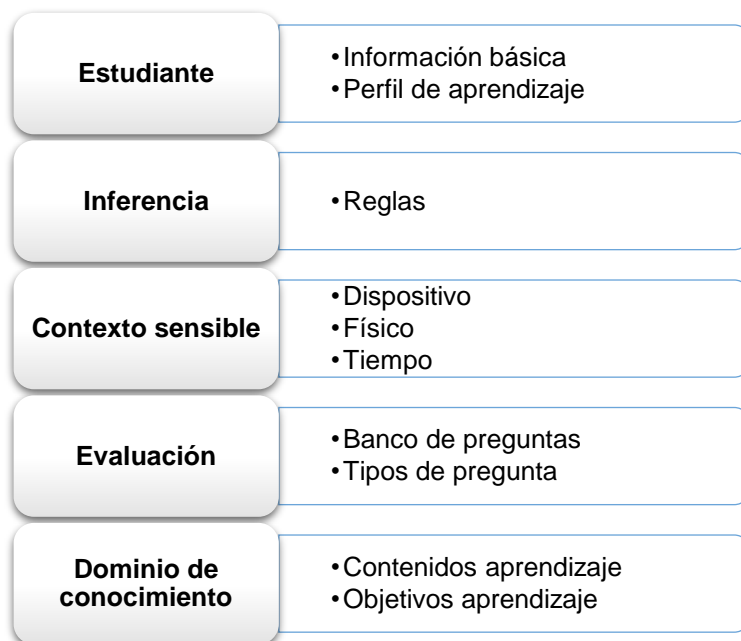 Estudiante
•Información básica
•Perfil de aprendizaje
Inferencia
•Reglas
Contexto sensible
•Dispositivo
•Físico
•Tiempo
Evaluación
•Banco de preguntas
•Tipos de pregunta
Dominio de
conocimiento
•Contenidos aprendizaje
•Objetivos aprendizaje